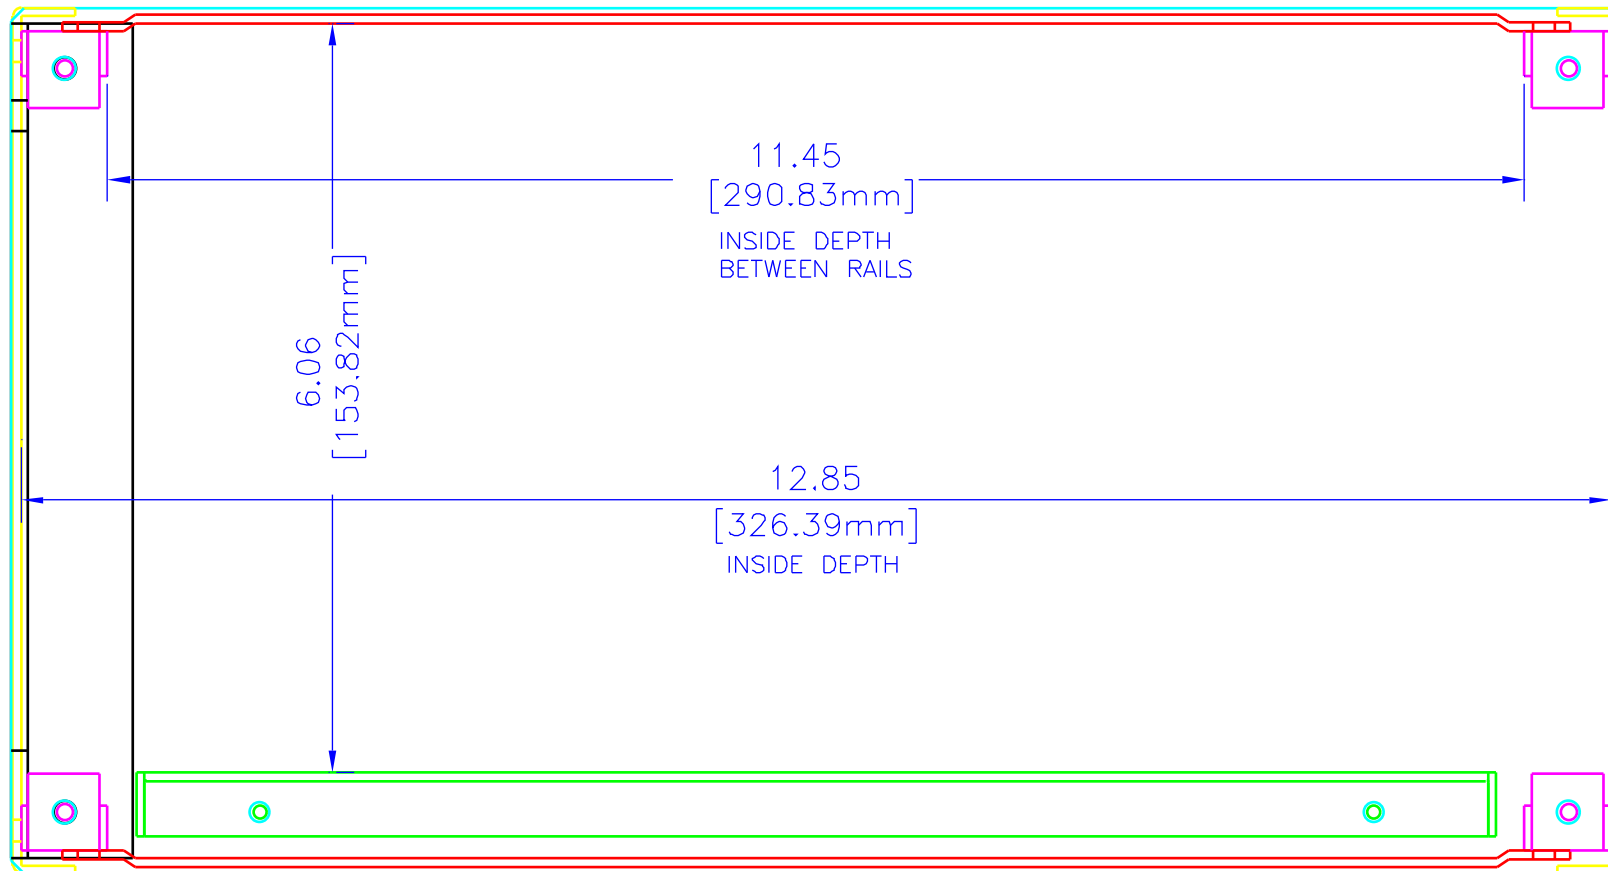 11.45
[290.83mm]
INSIDE DEPTH
BETWEEN RAILS
6.06
[153.82mm]
12.85
[326.39mm]
INSIDE DEPTH